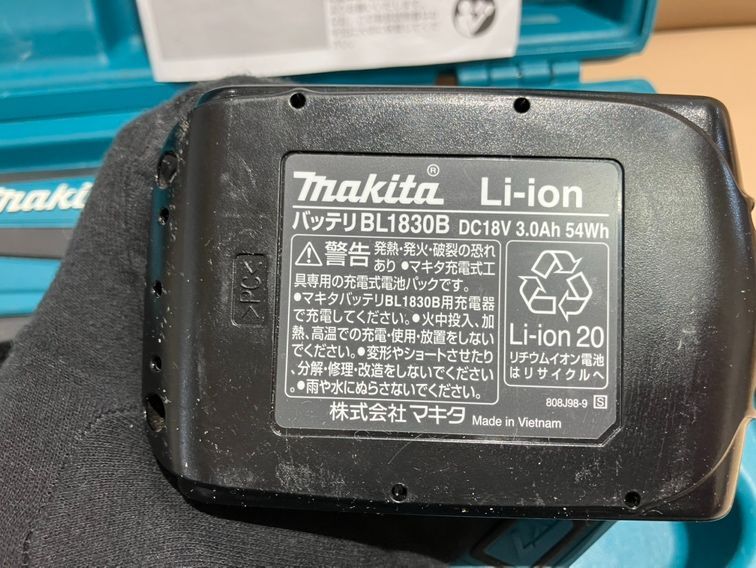 makita® Li-ion
バッテリBL1830B DC18V 3.0Ah 54Wh
警告 発熱・発火・破裂の恐れ
あり ●マキタ充電式工
具専用の充電式電池パックです。
●マキタバッテリBL1830B用充電器
で充電してください。●火中投入、加
熱、高温での充電・使用・放置をしない
でください。●変形やショートさせたり、
分解・修理・改造をしないでください
。●雨や水にぬらさないでください。
Li-ion 20
リチウムイオン電池
はリサイクルへ
808J98-9 S
株式会社マキタ Made in Vietnam
>PC<
makita